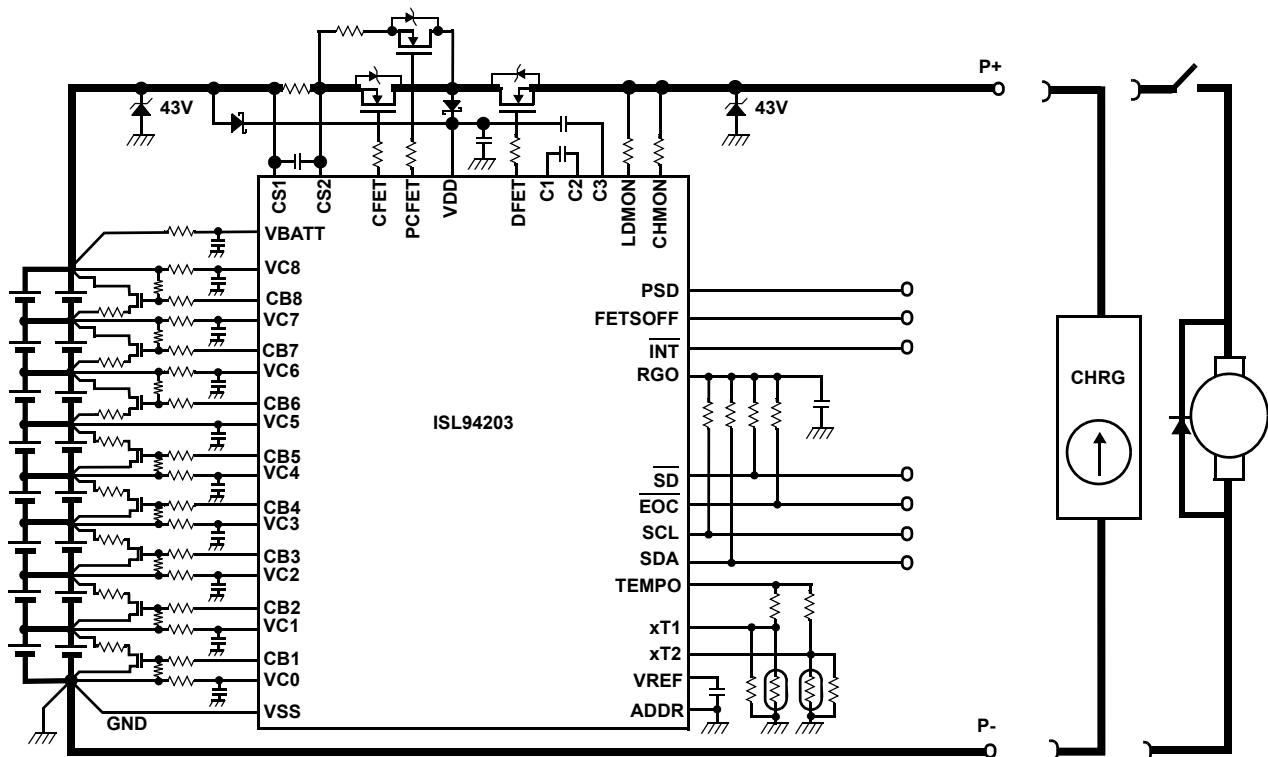 P+
43V
43V
CS1
CS2
CFET
PCFET
VDD
DFET
C1
C2
C3
LDMON
CHMON
VBATT
VC8
CB8
VC7
CB7
VC6
CB6
VC5
CB5
VC4
CB4
VC3
CB3
VC2
CB2
VC1
CB1
VC0
VSS
GND
ISL94203
PSD
FETSOFF
INT
RGO
SD
EOC
SCL
SDA
TEMPO
xT1
xT2
VREF
ADDR
CHRG
P-